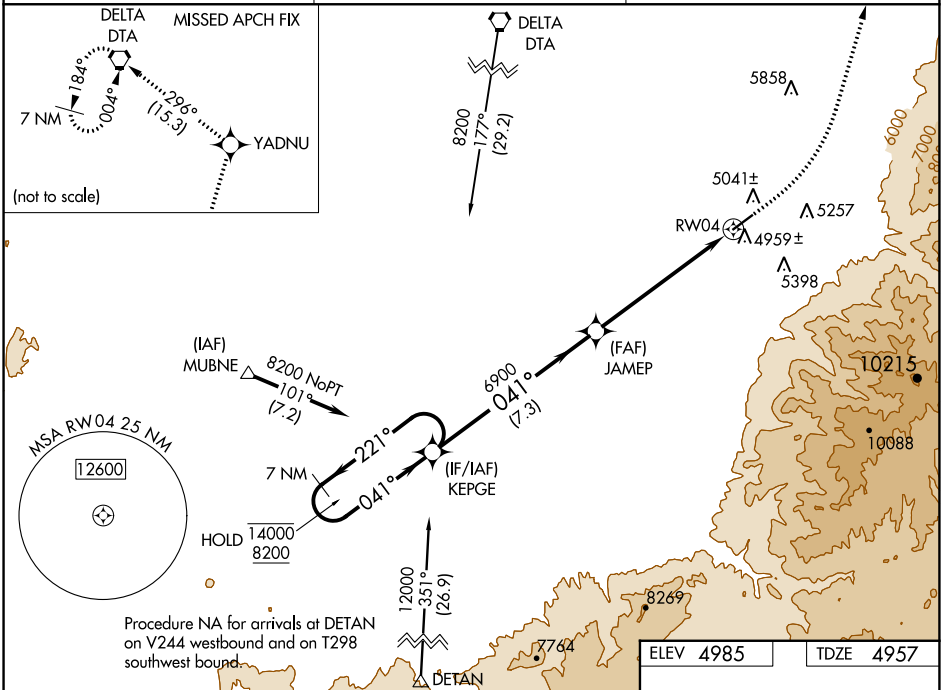 MISSED APCH FIX
DELTA
DTA
184°
004°
7 NM
296°
(15.3)
YADNU
(not to scale)
DELTA
DTA
8200
177°
(29.2)
5858
6000
7000
5041±
5257
RW04
4959±
5398
(FAF)
JAMEP
6900
041°
(7.3)
(IAF)
MUBNE
8200 NoPT
101°
(7.2)
10215
10088
MSA RW04 25 NM
12600
221°
7 NM
041°
(IF/IAF)
KEPGE
HOLD
14000
8200
12000
351°
(26.9)
Procedure NA for arrivals at DETAN
on V244 westbound and on T298
southwest bound.
DETAN
8269
7764
ELEV 4985
TDZE 4957